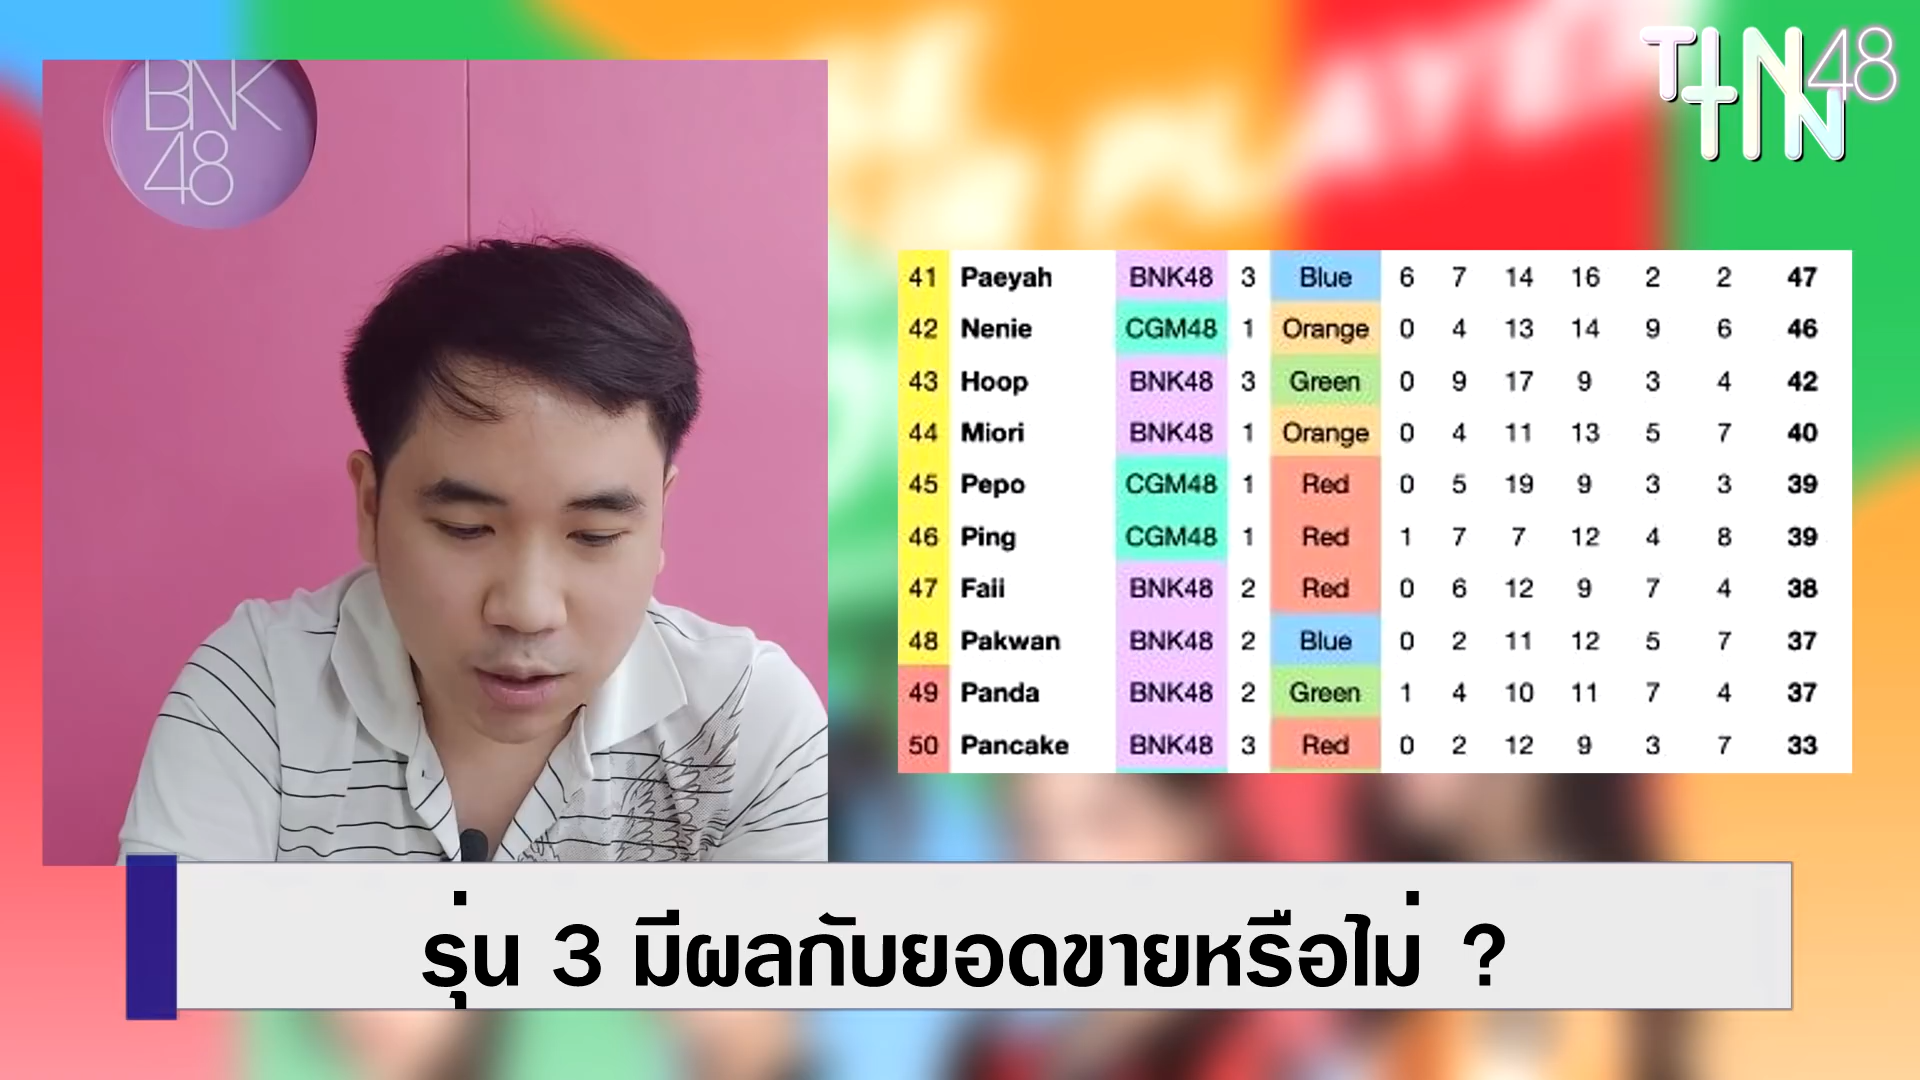 BNK
48
TIN
TIN48
41 Paeyah BNK48 3 Blue 6 7 14 16 2 2 47
42 Nenie CGM48 1 Orange 0 4 13 14 9 6 46
43 Hoop BNK48 3 Green 0 9 17 9 3 4 42
44 Miori BNK48 1 Orange 0 4 11 13 5 7 40
45 Pepo CGM48 1 Red 0 5 19 9 3 3 39
46 Ping CGM48 1 Red 1 7 7 12 4 8 39
47 Faii BNK48 2 Red 0 6 12 9 7 4 38
48 Pakwan BNK48 2 Blue 0 2 11 12 5 7 37
49 Panda BNK48 2 Green 1 4 10 11 7 4 37
50 Pancake BNK48 3 Red 0 2 12 9 3 7 33
รุ่น 3 มีผลกับยอดขายหรือไม่ ?